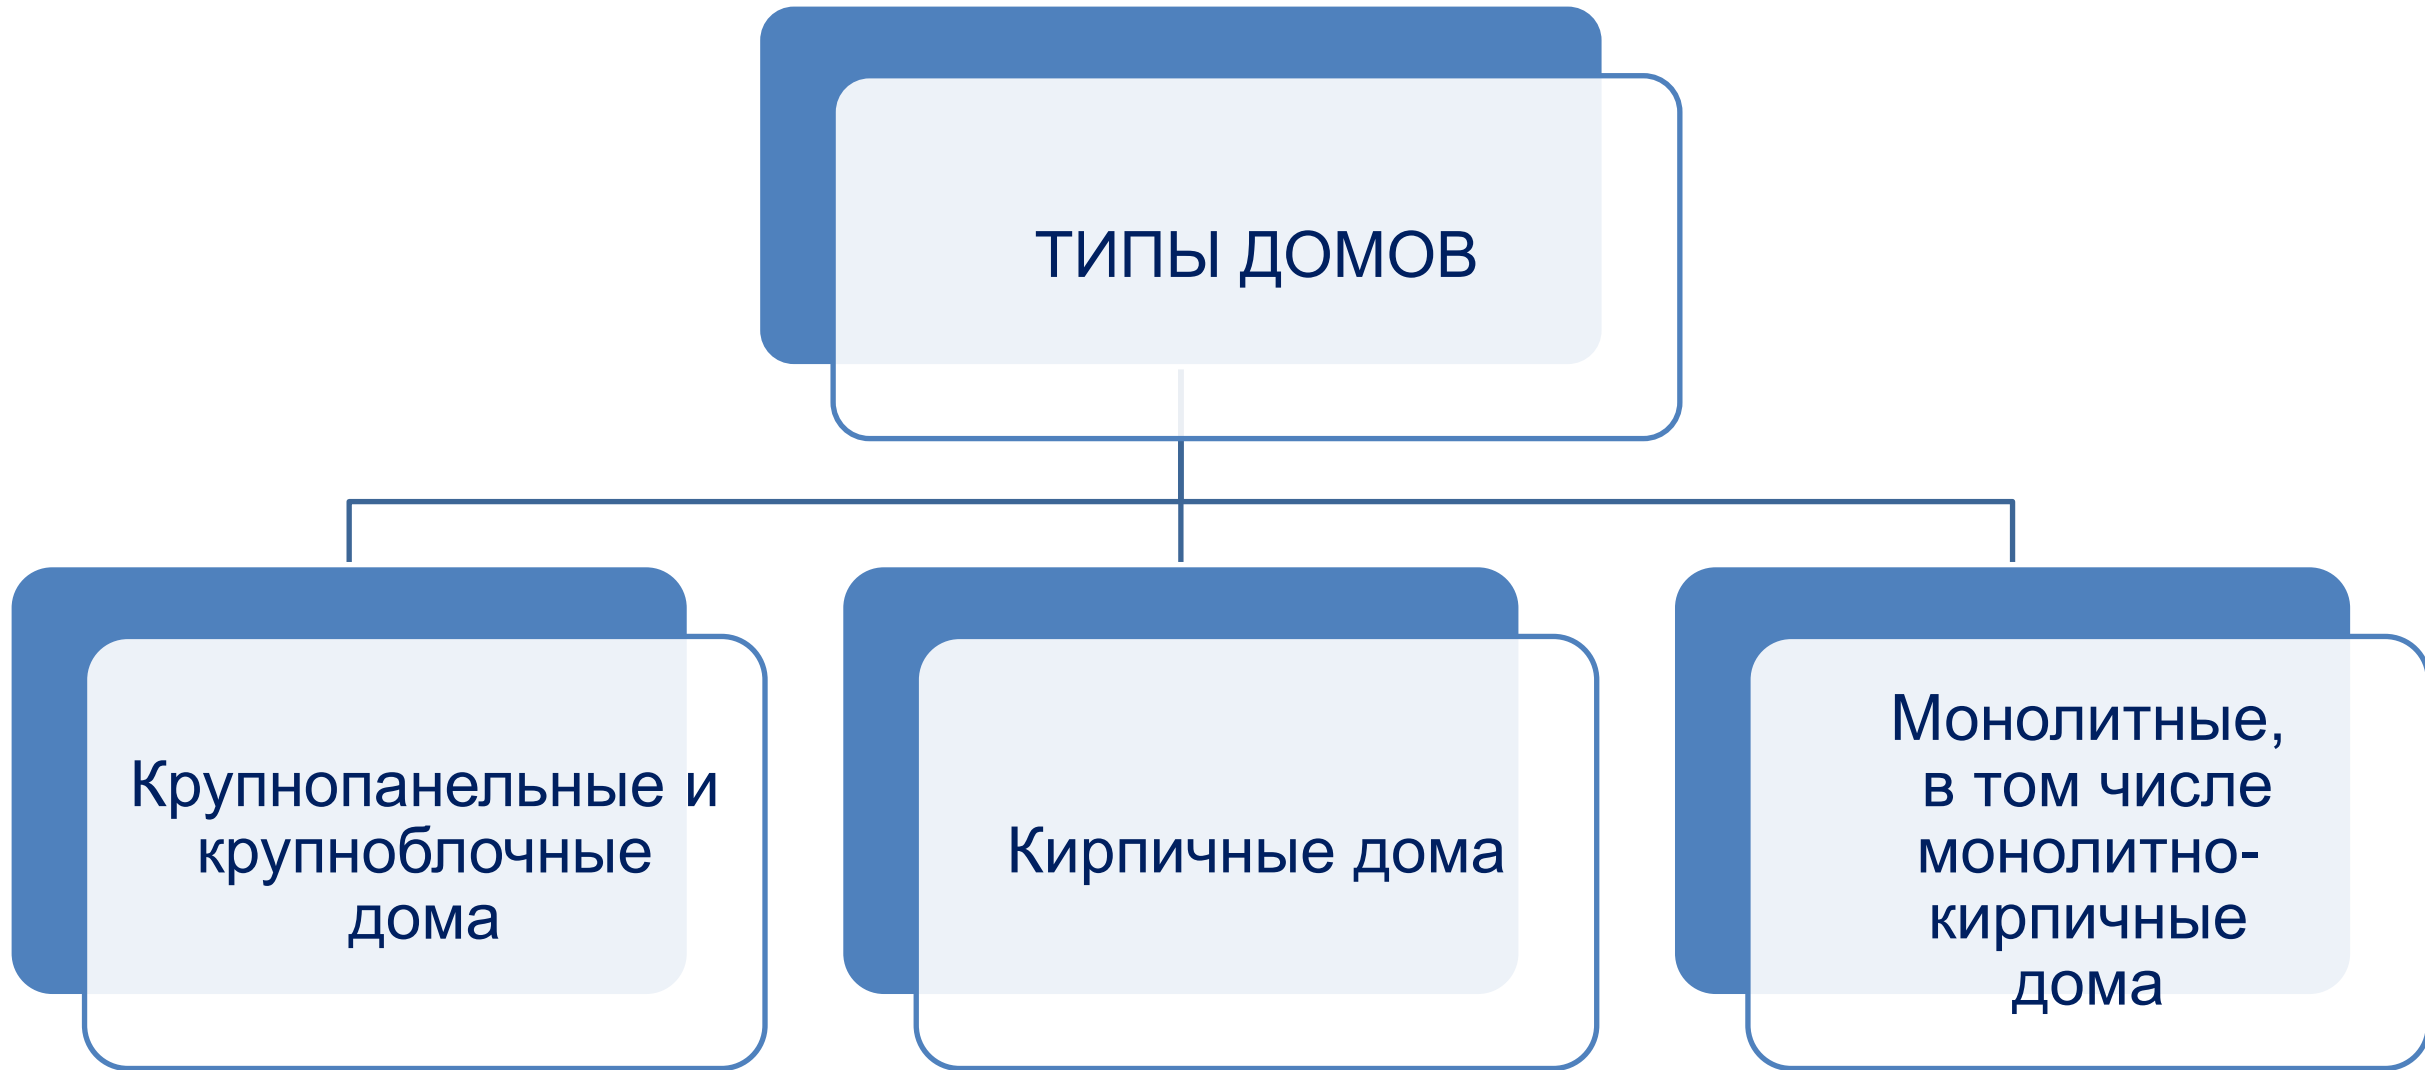 ТИПЫ ДОМОВ
Крупнопанельные и
крупноблочные
дома
Кирпичные дома
Монолитные,
в том числе
монолитно-
кирпичные
дома